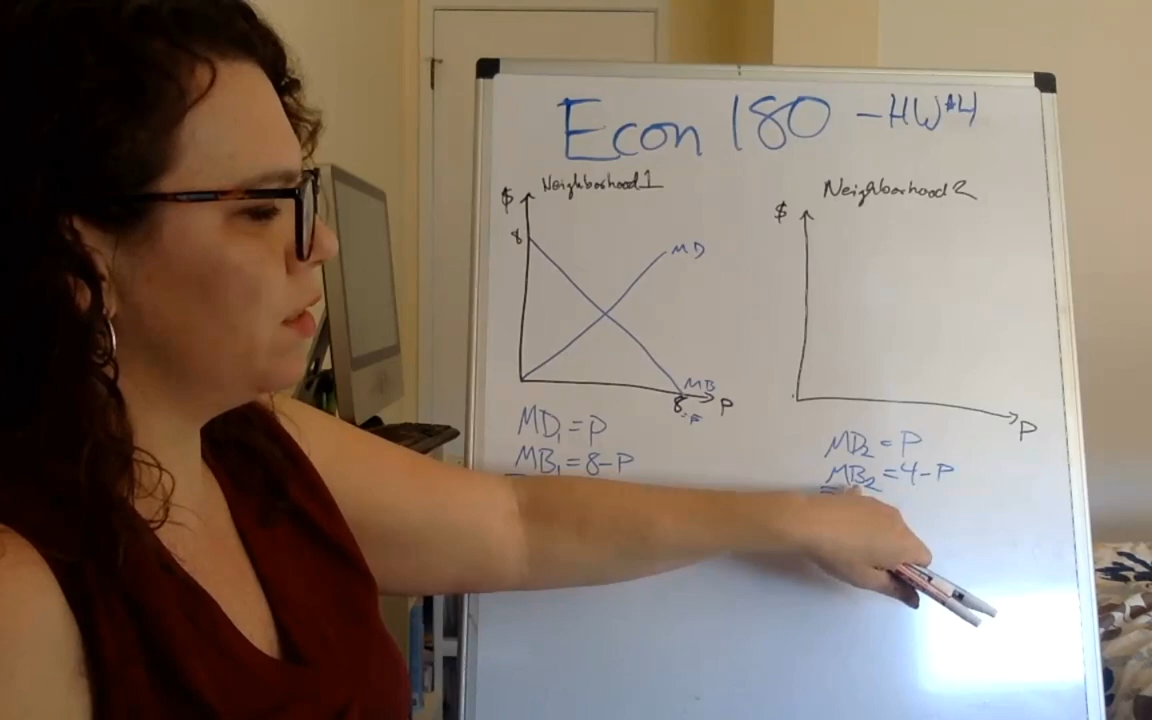 Econ 180 - HW#4
$ Neighborhood 1
8
MD
MB
8
P
MD₁ = P
MB₁ = 8-P
Neighborhood 2
$
P
MD₂ = P
MB₂ = 4-P